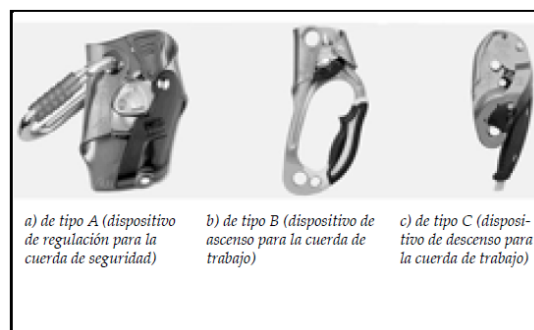 a) de tipo A (dispositivo
de regulación para la
cuerda de seguridad)
b) de tipo B (dispositivo de
ascenso para la cuerda de
trabajo)
c) de tipo C (disposi-
tivo de descenso para
la cuerda de trabajo)